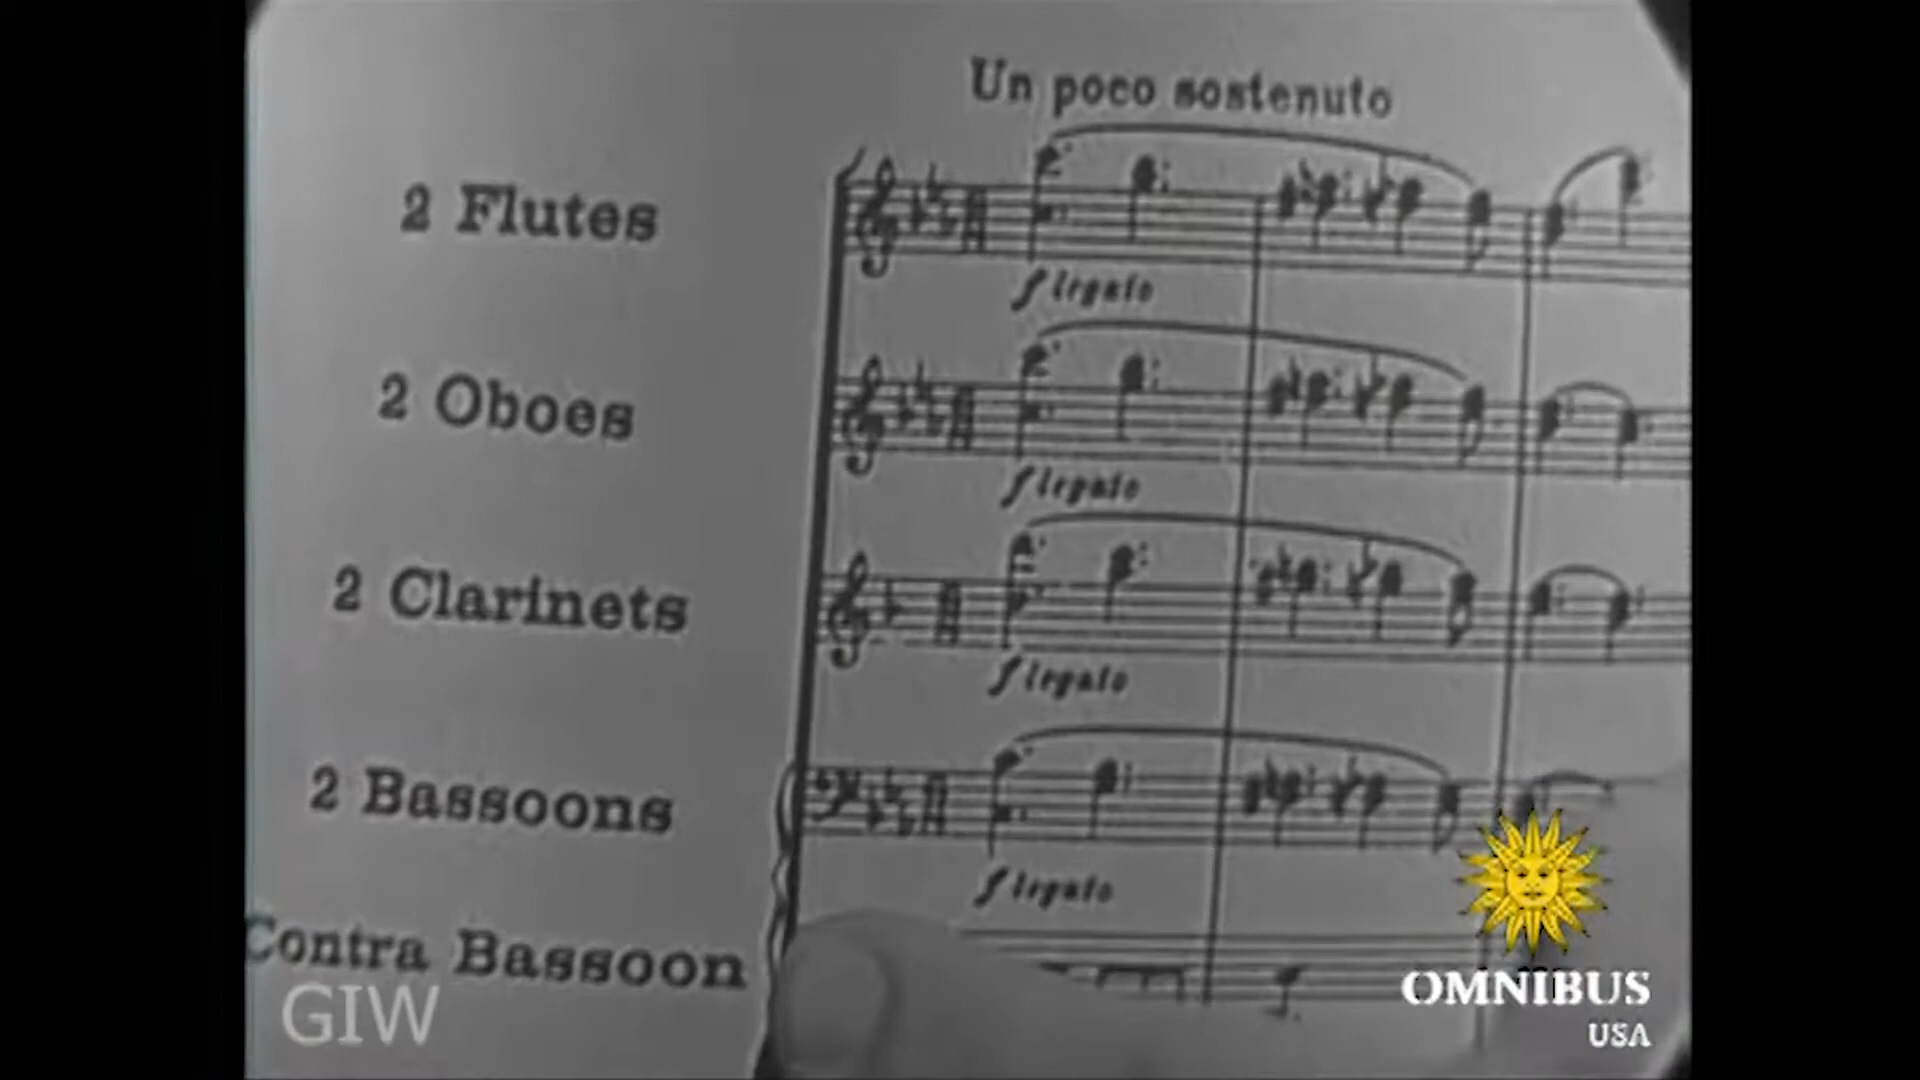 Un poco sostenuto
2 Flutes
f legato
2 Oboes
f legato
2 Clarinets
f legato
2 Bassoons
f legato
Contra Bassoon
GIW
OMNIBUS
USA